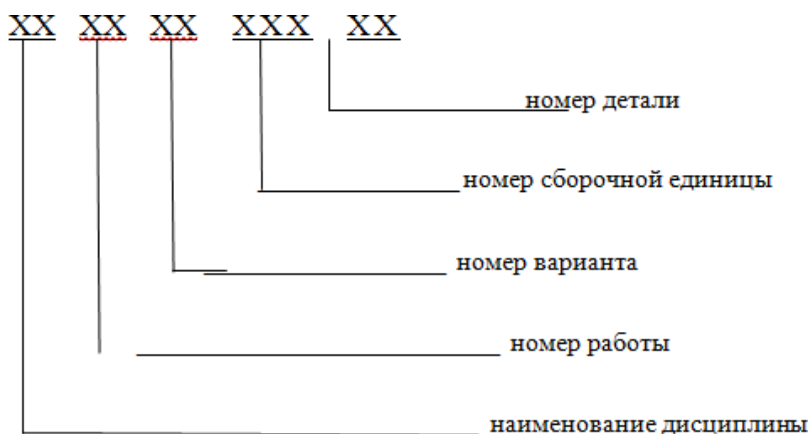 XX XX XX XXX XX
номер детали
номер сборочной единицы
номер варианта
номер работы
наименование дисциплины